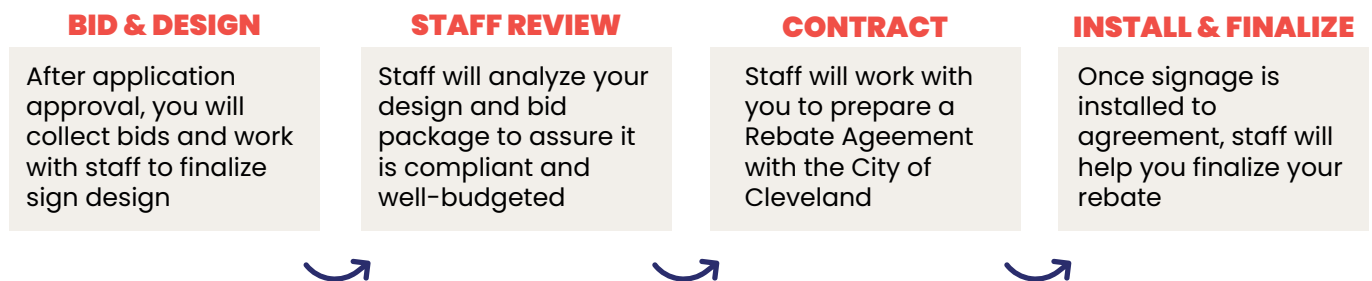 BID & DESIGN
After application
approval, you will
collect bids and work
with staff to finalize
sign design
STAFF REVIEW
Staff will analyze your
design and bid
package to assure it
is compliant and
well-budgeted
CONTRACT
Staff will work with
you to prepare a
Rebate Ageement
with the City of
Cleveland
INSTALL & FINALIZE
Once signage is
installed to
agreement, staff will
help you finalize your
rebate